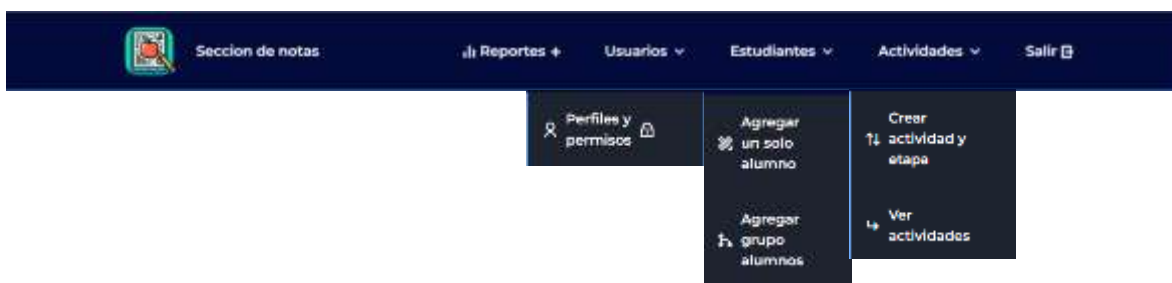 Seccion de notas
Reportes +
Usuarios
Estudiantes
Actividades
Salir
Perfiles y
permisos
Agregar
un solo
alumno
Agregar
grupo
alumnos
Crear
actividad y
etapa
Ver
actividades